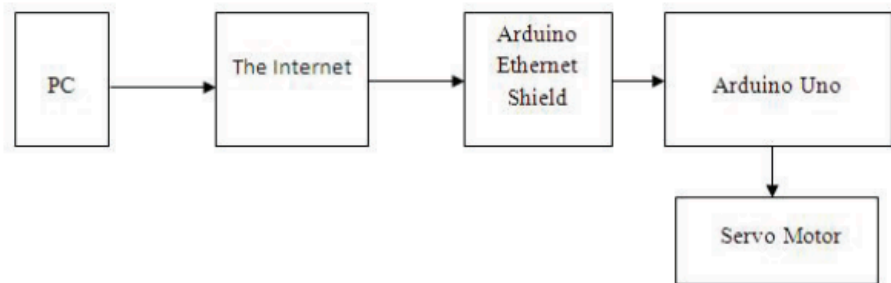 PC
The Internet
Arduino
Ethernet
Shield
Arduino Uno
Servo Motor